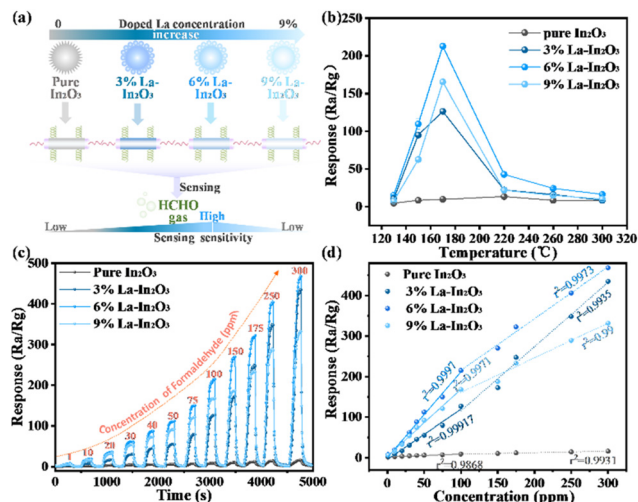 (a)
0 Doped La concentration 9%
increase
Pure In₂O₃
3% La-In₂O₃
6% La-In₂O₃
9% La-In₂O₃
Sensing
HCHO
gas
High
Low
Low
Sensing sensitivity
(b)
Response (Ra/Rg)
250
200
150
100
50
0
pure In₂O₃
3% La-In₂O₃
6% La-In₂O₃
9% La-In₂O₃
120 140 160 180 200 220 240 260 280 300
Temperature (℃)
(c)
Response (Ra/Rg)
500
400
300
200
100
0
Pure In₂O₃
3% La-In₂O₃
6% La-In₂O₃
9% La-In₂O₃
Concentration of Formaldehyde (ppm)
1 10 20 30 40 50 75 100 150 175 250 300
0 1000 2000 3000 4000 5000
Time (s)
(d)
Response (Ra/Rg)
400
300
200
100
0
Pure In₂O₃
3% La-In₂O₃
6% La-In₂O₃
9% La-In₂O₃
r²=0.9973
r²=0.9935
r²=0.99
r²=0.9997
r²=0.9971
r²=0.99917
r²=0.9868
r²=0.9931
0 50 100 150 200 250 300
Concentration (ppm)